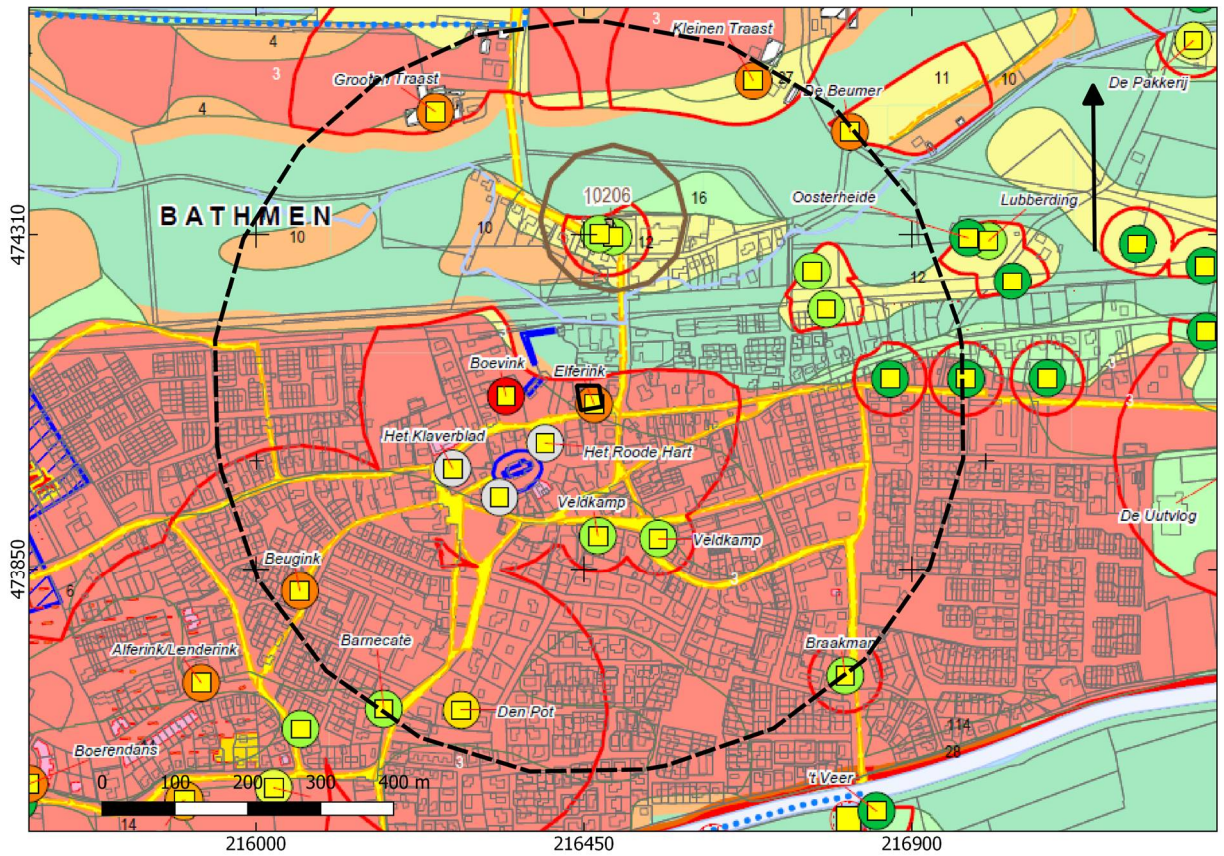 3
Kleinen Traast
4
3
Grooten Traast
27
11
10
De Pakkerij
De Beumer
4
10206
16
Oosterheide
Lubberding
BATHMEN
10
10
12
12
474310
Boevink
Elferink
3
3
Het Klaverblad
Het Roode Hart
Veldkamp
De Uutvlog
Veldkamp
473850
6
Beugink
3
Barnecate
Braakman
Alferink/Lenderink
Den Pot
114
28
Boerendans
3
't Veer
0 100 200 300 400 m
14
216000 216450 216900